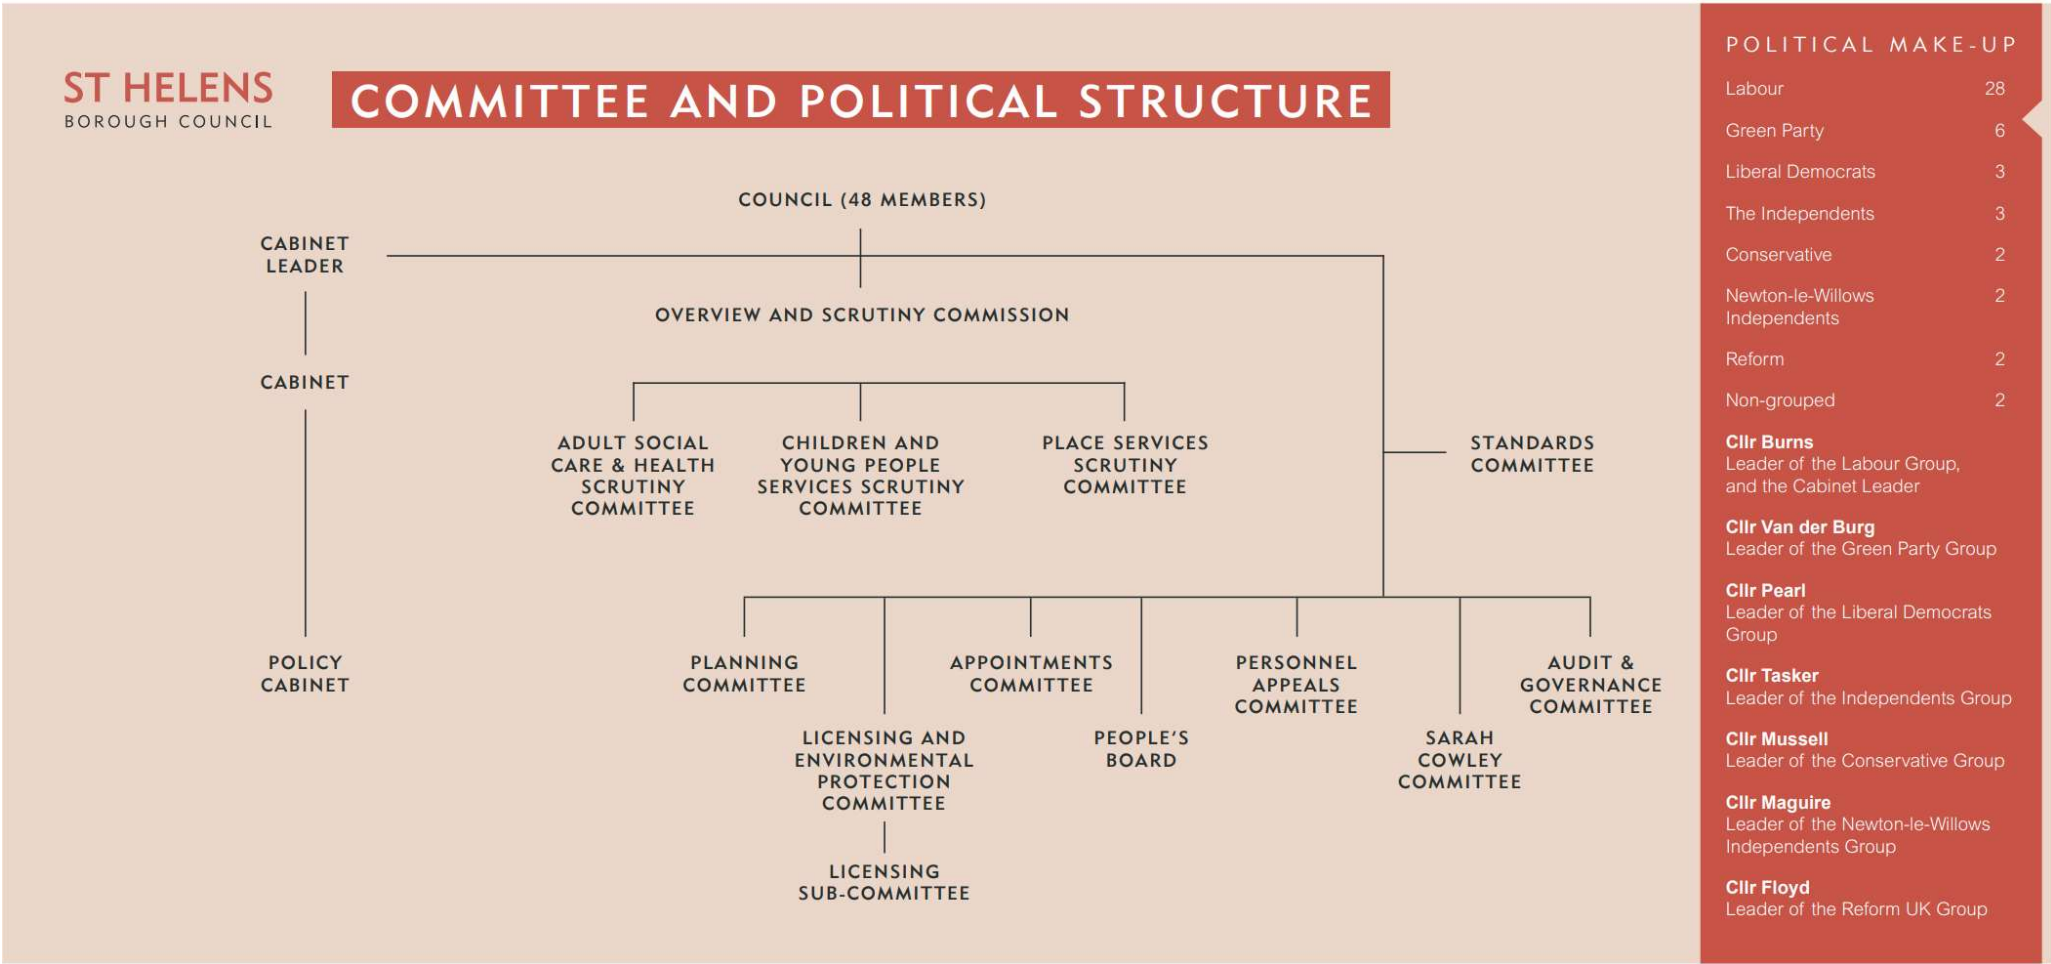 ST HELENS
BOROUGH COUNCIL
COMMITTEE AND POLITICAL STRUCTURE
COUNCIL (48 MEMBERS)
CABINET
LEADER
OVERVIEW AND SCRUTINY COMMISSION
CABINET
ADULT SOCIAL
CARE & HEALTH
SCRUTINY
COMMITTEE
CHILDREN AND
YOUNG PEOPLE
SERVICES SCRUTINY
COMMITTEE
PLACE SERVICES
SCRUTINY
COMMITTEE
STANDARDS
COMMITTEE
POLICY
CABINET
PLANNING
COMMITTEE
APPOINTMENTS
COMMITTEE
PERSONNEL
APPEALS
COMMITTEE
AUDIT &
GOVERNANCE
COMMITTEE
LICENSING AND
ENVIRONMENTAL
PROTECTION
COMMITTEE
PEOPLE'S
BOARD
SARAH
COWLEY
COMMITTEE
LICENSING
SUB-COMMITTEE
POLITICAL MAKE-UP
Labour 28
Green Party 6
Liberal Democrats 3
The Independents 3
Conservative 2
Newton-le-Willows 2
Independents
Reform 2
Non-grouped 2
Cllr Burns
Leader of the Labour Group,
and the Cabinet Leader
Cllr Van der Burg
Leader of the Green Party Group
Cllr Pearl
Leader of the Liberal Democrats
Group
Cllr Tasker
Leader of the Independents Group
Cllr Mussell
Leader of the Conservative Group
Cllr Maguire
Leader of the Newton-le-Willows
Independents Group
Cllr Floyd
Leader of the Reform UK Group